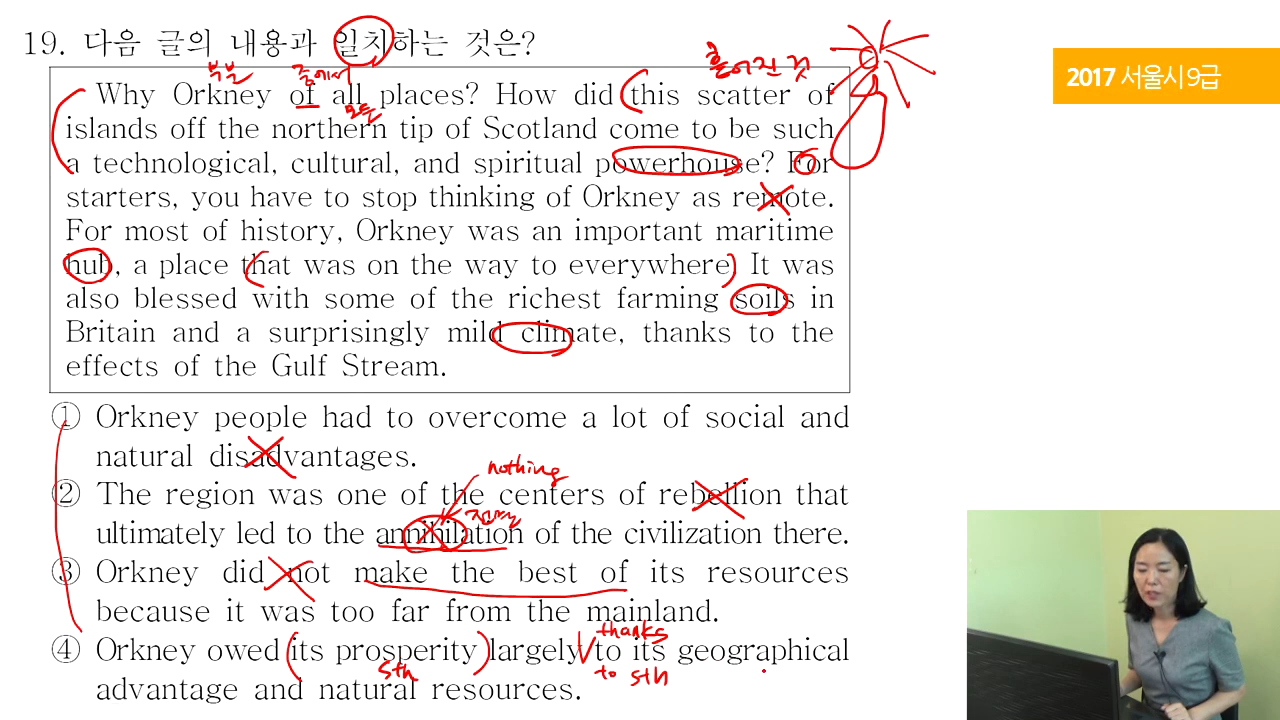 19. 다음 글의 내용과 일치하는 것은?
2017 서울시 9급
부분 중에서 흩어진 것
Why Orkney of all places? How did this scatter of
모든
islands off the northern tip of Scotland come to be such
a technological, cultural, and spiritual powerhouse? For
starters, you have to stop thinking of Orkney as remote.
For most of history, Orkney was an important maritime
hub, a place that was on the way to everywhere. It was
also blessed with some of the richest farming soils in
Britain and a surprisingly mild climate, thanks to the
effects of the Gulf Stream.
① Orkney people had to overcome a lot of social and
natural disadvantages.
nothing
② The region was one of the centers of rebellion that
전멸
ultimately led to the annihilation of the civilization there.
③ Orkney did not make the best of its resources
because it was too far from the mainland.
thanks
④ Orkney owed its prosperity largely to its geographical
sth to sth
advantage and natural resources.